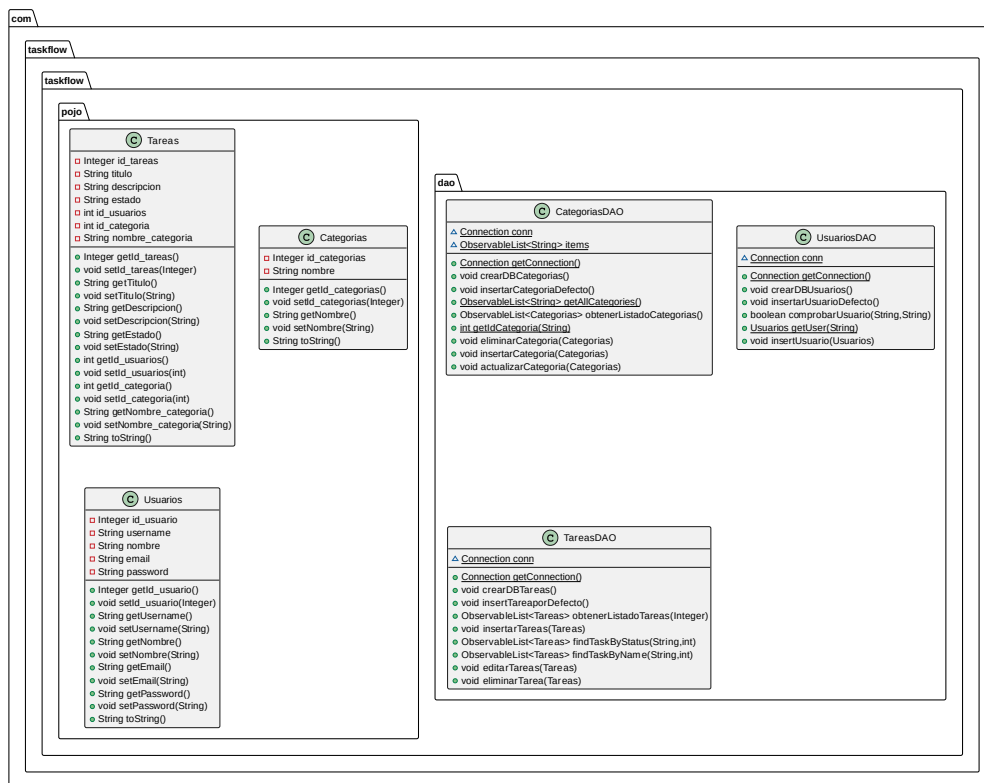 com
taskflow
taskflow
pojo
C Tareas
Integer id_tareas
String titulo
String descripcion
String estado
int id_usuarios
int id_categoria
String nombre_categoria
Integer getId_tareas()
void setId_tareas(Integer)
String getTitulo()
void setTitulo(String)
String getDescripcion()
void setDescripcion(String)
String getEstado()
void setEstado(String)
int getId_usuarios()
void setId_usuarios(int)
int getId_categoria()
void setId_categoria(int)
String getNombre_categoria()
void setNombre_categoria(String)
String toString()
C Categorias
Integer id_categorias
String nombre
Integer getId_categorias()
void setId_categorias(Integer)
String getNombre()
void setNombre(String)
String toString()
C Usuarios
Integer id_usuario
String username
String nombre
String email
String password
Integer getId_usuario()
void setId_usuario(Integer)
String getUsername()
void setUsername(String)
String getNombre()
void setNombre(String)
String getEmail()
void setEmail(String)
String getPassword()
void setPassword(String)
String toString()
dao
C CategoriasDAO
Connection conn
ObservableList<String> items
Connection getConnection()
void crearDBCategorias()
void insertarCategoriaDefecto()
ObservableList<String> getAllCategories()
ObservableList<Categorias> obtenerListadoCategorias()
int getIdCategoria(String)
void eliminarCategoria(Categorias)
void insertarCategoria(Categorias)
void actualizarCategoria(Categorias)
C UsuariosDAO
Connection conn
Connection getConnection()
void crearDBUsuarios()
void insertarUsuarioDefecto()
boolean comprobarUsuario(String,String)
Usuarios getUser(String)
void insertUsuario(Usuarios)
C TareasDAO
Connection conn
Connection getConnection()
void crearDBTareas()
void insertTareaporDefecto()
ObservableList<Tareas> obtenerListadoTareas(Integer)
void insertarTareas(Tareas)
ObservableList<Tareas> findTaskByStatus(String,int)
ObservableList<Tareas> findTaskByName(String,int)
void editarTareas(Tareas)
void eliminarTarea(Tareas)